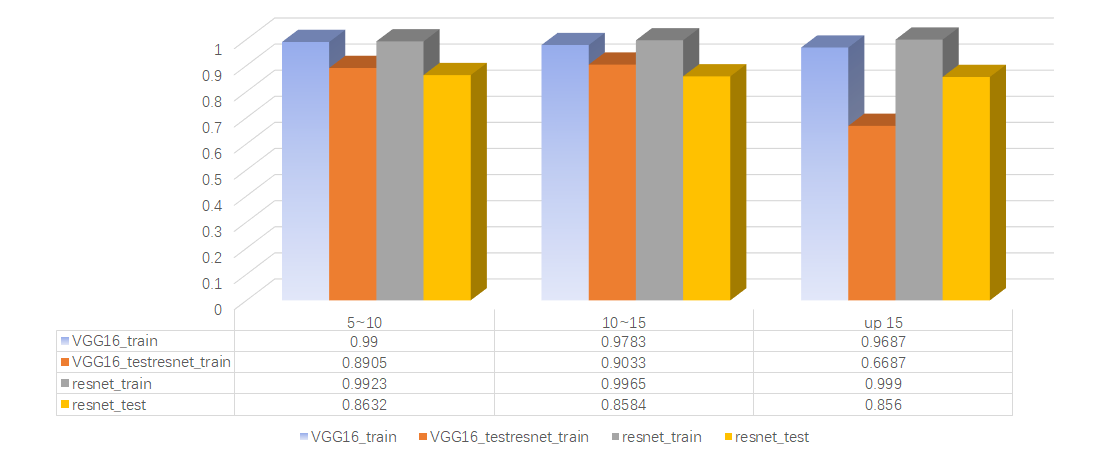 1
0.9
0.8
0.7
0.6
0.5
0.4
0.3
0.2
0.1
0
5~10 10~15 up 15
VGG16_train 0.99 0.9783 0.9687
VGG16_testresnet_train 0.8905 0.9033 0.6687
resnet_train 0.9923 0.9965 0.999
resnet_test 0.8632 0.8584 0.856
VGG16_train VGG16_testresnet_train resnet_train resnet_test